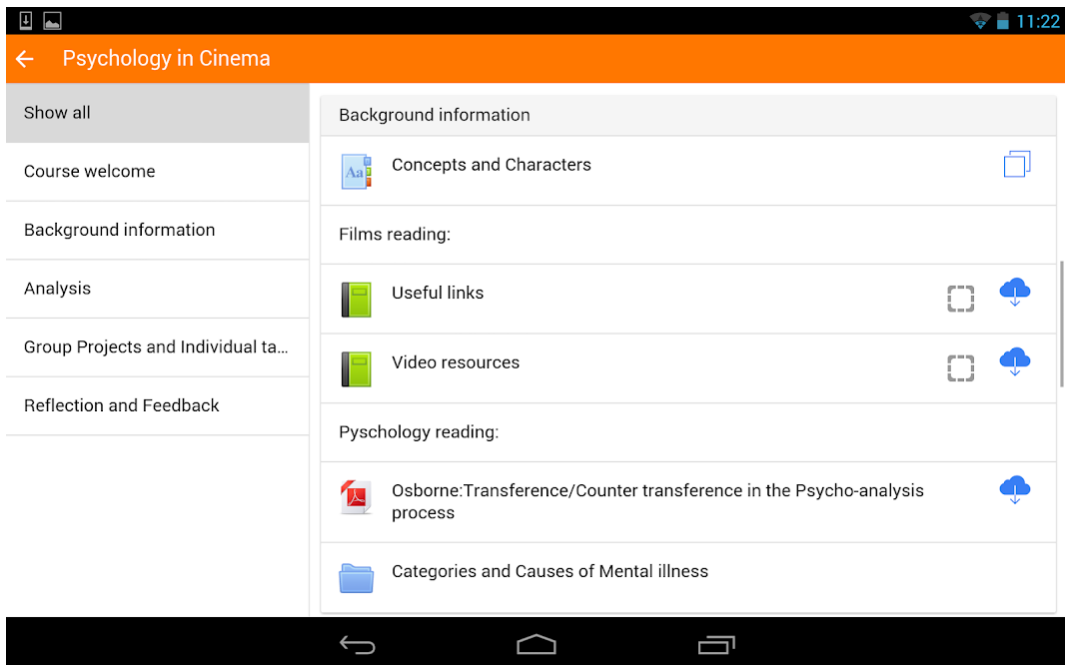 11:22
Psychology in Cinema
Show all
Course welcome
Background information
Analysis
Group Projects and Individual ta...
Reflection and Feedback
Background information
Aa
Concepts and Characters
Films reading:
Useful links
Video resources
Pyschology reading:
Osborne:Transference/Counter transference in the Psycho-analysis
process
Categories and Causes of Mental illness